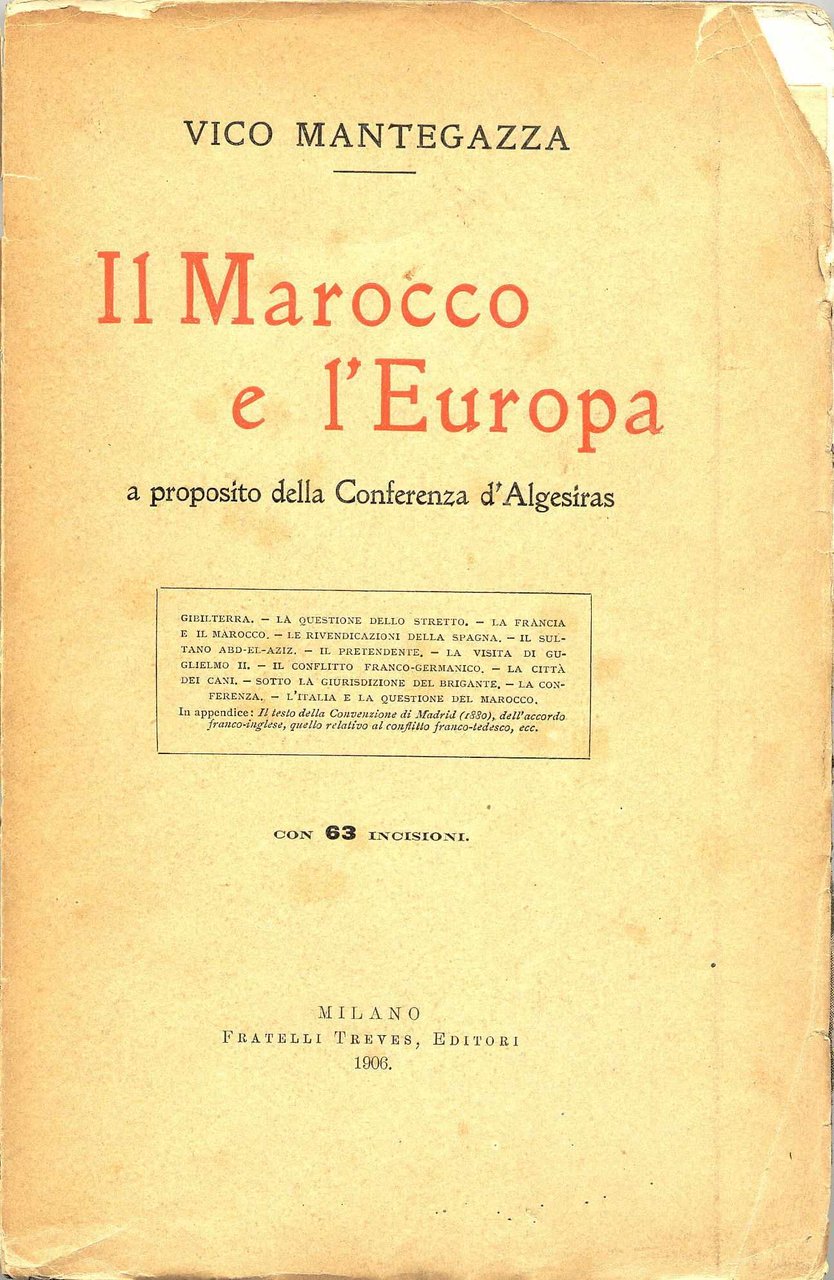 VICO MANTEGAZZA
Il Marocco
e l'Europa
a proposito della Conferenza d'Algesiras
GIBILTERRA. — LA QUESTIONE DELLO STRETTO. — LA FRANCIA
E IL MAROCCO. — LE RIVENDICAZIONI DELLA SPAGNA. — IL SUL-
TANO ABD-EL-AZIZ. — IL PRETENDENTE. — LA VISITA DI GU-
GLIELMO II. — IL CONFLITTO FRANCO-GERMANICO. — LA CITTÀ
DEI CANI. — SOTTO LA GIURISDIZIONE DEL BRIGANTE. — LA CON-
FERENZA. — L'ITALIA E LA QUESTIONE DEL MAROCCO.
In appendice: Il testo della Convenzione di Madrid (1880), dell'accordo
franco-inglese, quello relativo al conflitto franco-tedesco, ecc.
CON 63 INCISIONI.
MILANO
FRATELLI TREVES, EDITORI
1906.